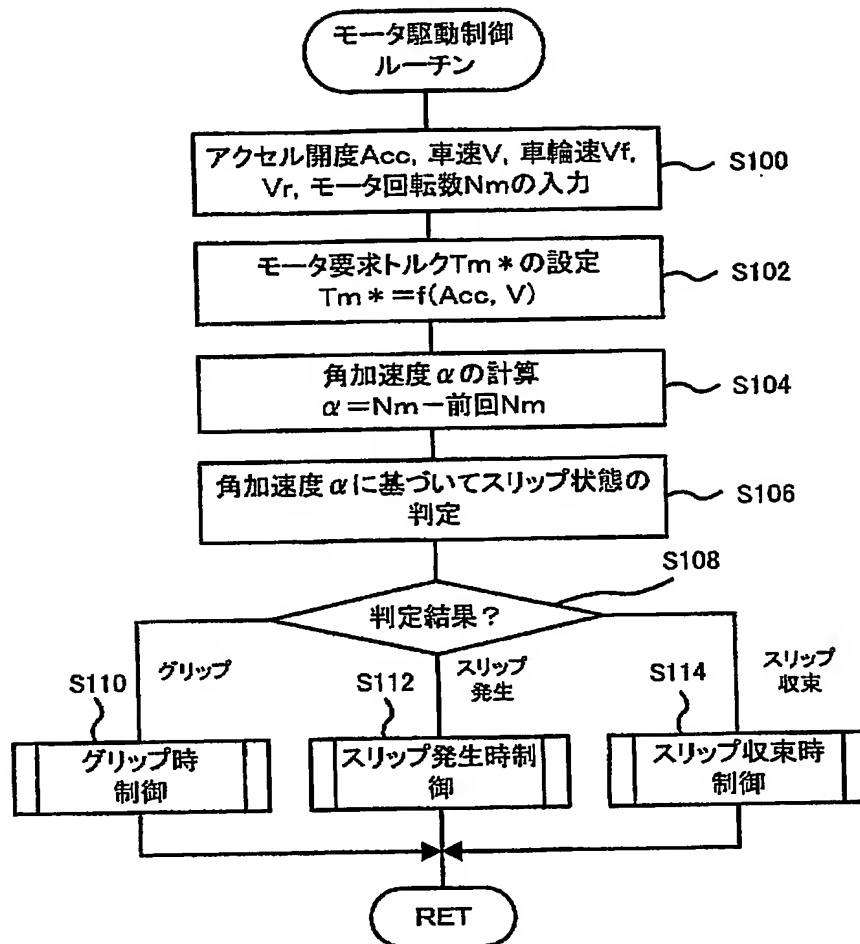 モータ駆動制御
ルーチン
アクセル開度Acc, 車速V, 車輪速Vf,
Vr, モータ回転数Nmの入力
S100
モータ要求トルクTm*の設定
Tm*=f(Acc, V)
S102
角加速度αの計算
α=Nm-前回Nm
S104
角加速度αに基づいてスリップ状態の
判定
S106
S108
判定結果?
グリップ
スリップ
発生
スリップ
収束
S110
S112
S114
グリップ時
制御
スリップ発生時制
御
スリップ収束時
制御
RET